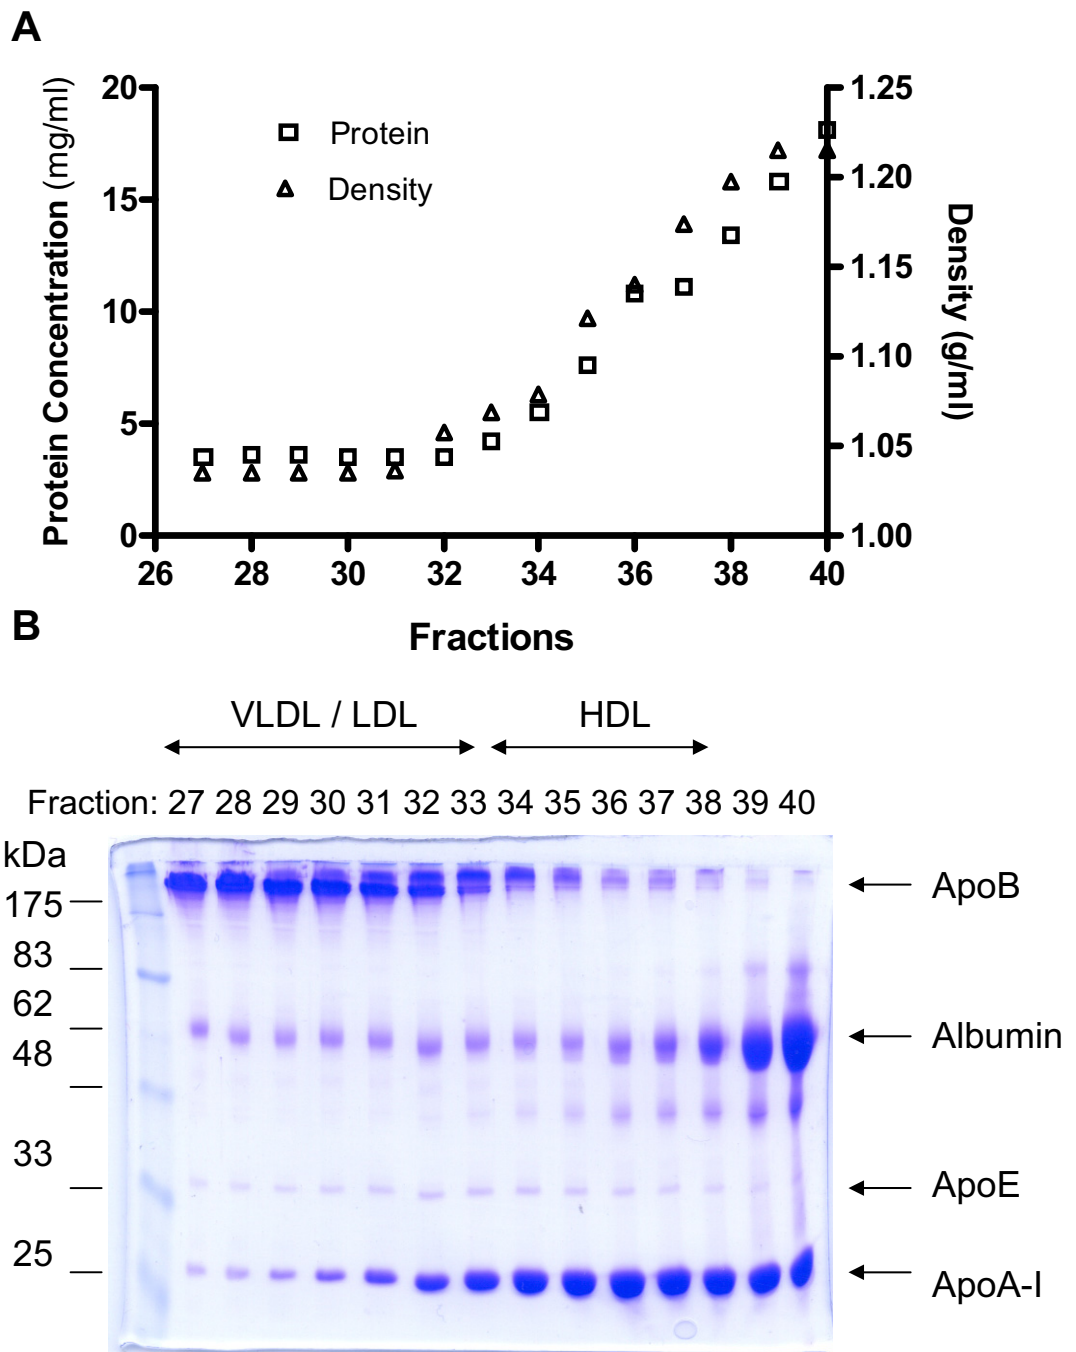 A
Protein Concentration (mg/ml)
20
15
10
5
0
Protein
Density
1.25
1.20
1.15
1.10
1.05
1.00
Density (g/ml)
26 28 30 32 34 36 38 40
Fractions
B
VLDL / LDL HDL
Fraction: 27 28 29 30 31 32 33 34 35 36 37 38 39 40
kDa
175
83
62
48
33
25
ApoB
Albumin
ApoE
ApoA-I